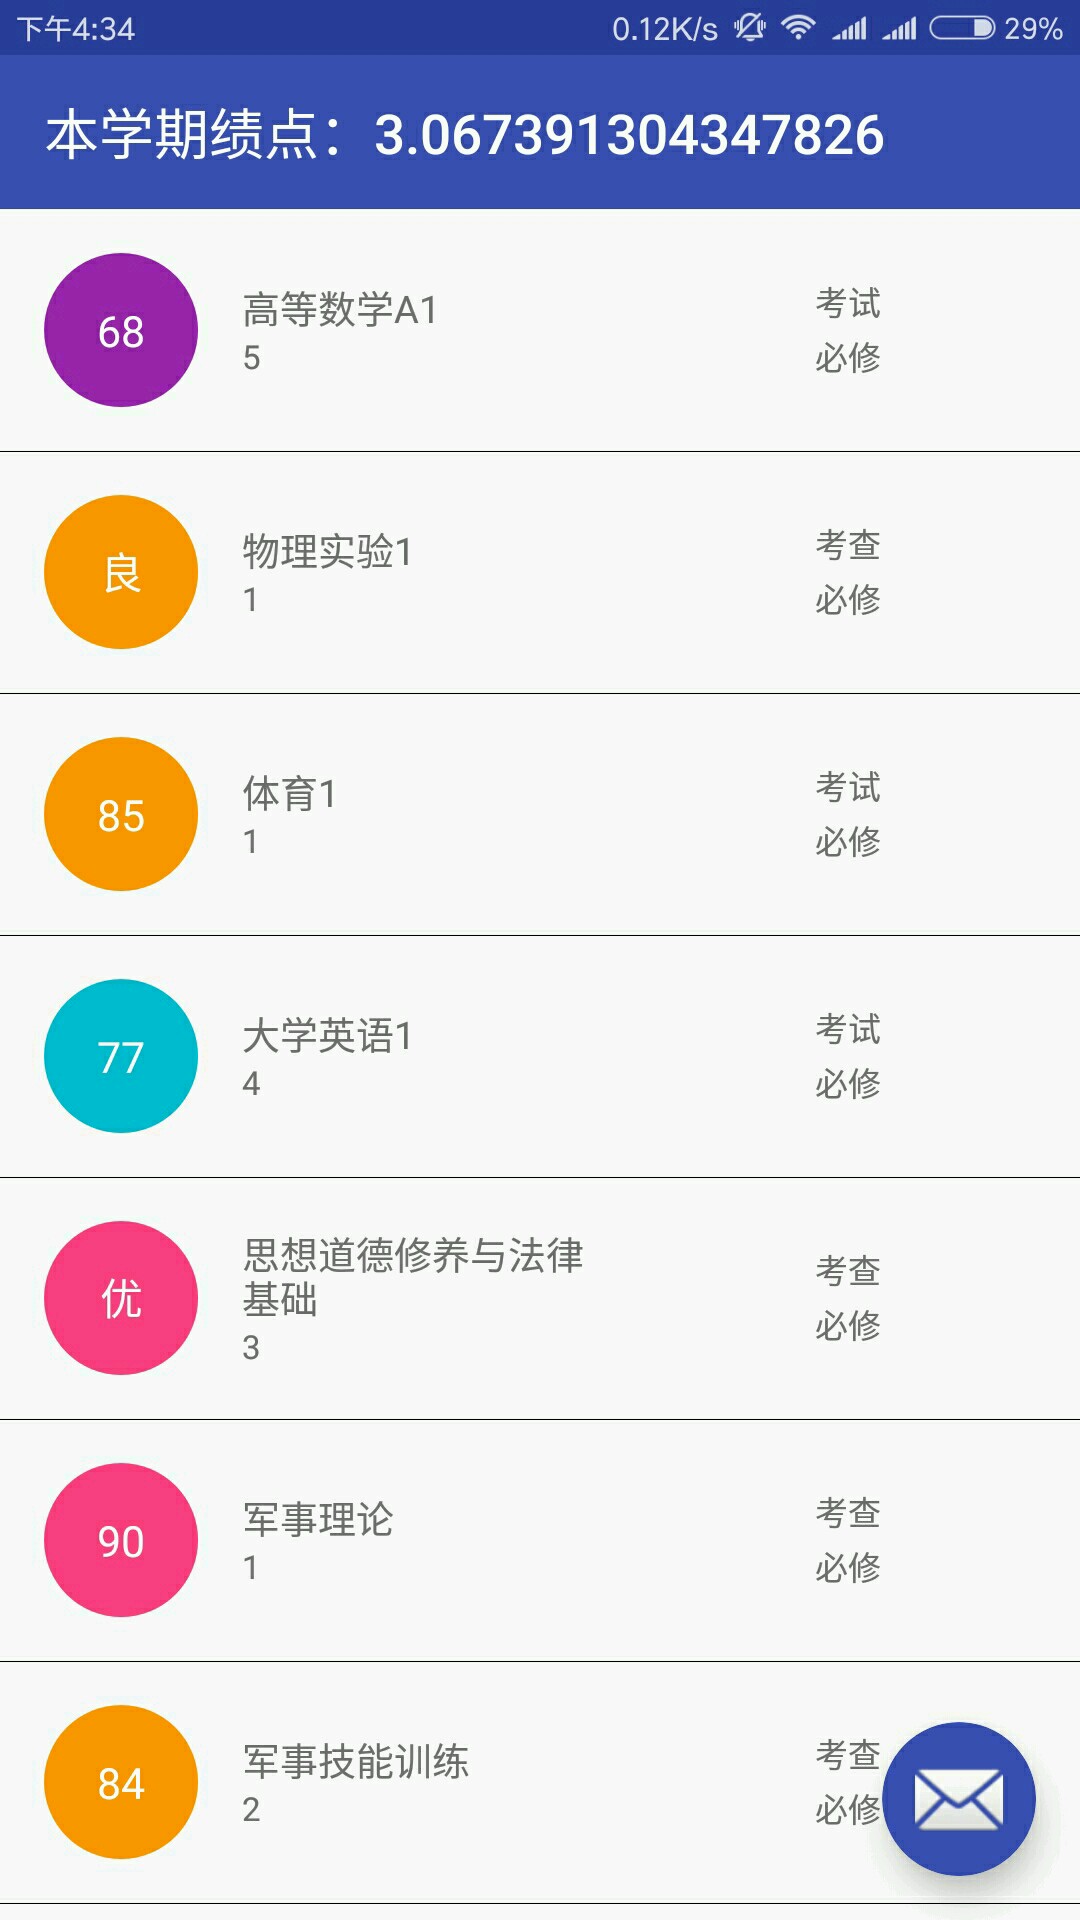 下午4:34 0.12K/s 29%
本学期绩点：3.067391304347826
68 高等数学A1 考试
5 必修
良 物理实验1 考查
1 必修
85 体育1 考试
1 必修
77 大学英语1 考试
4 必修
优 思想道德修养与法律
基础 考查
3 必修
90 军事理论 考查
1 必修
84 军事技能训练 考查
2 必修